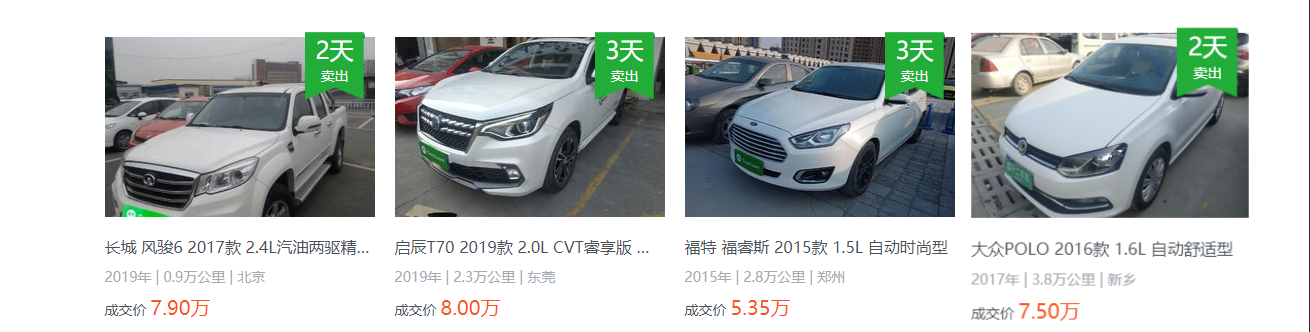 2天
卖出
3天
卖出
3天
卖出
2天
卖出
长城 风骏6 2017款 2.4L汽油两驱精...
启辰T70 2019款 2.0L CVT睿享版 ...
福特 福睿斯 2015款 1.5L 自动时尚型
大众POLO 2016款 1.6L 自动舒适型
2019年 | 0.9万公里 | 北京
2019年 | 2.3万公里 | 东莞
2015年 | 2.8万公里 | 郑州
2017年 | 3.8万公里 | 新乡
成交价 7.90万
成交价 8.00万
成交价 5.35万
成交价 7.50万